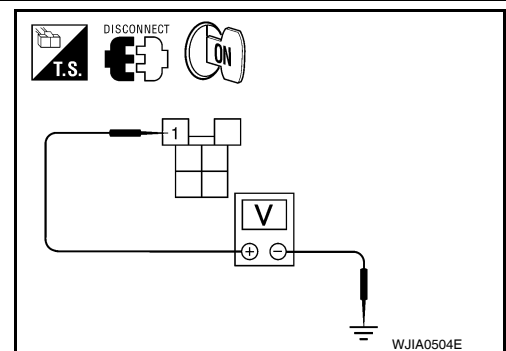 DISCONNECT
T.S.
ON
1
V
+ −
WJIA0504E